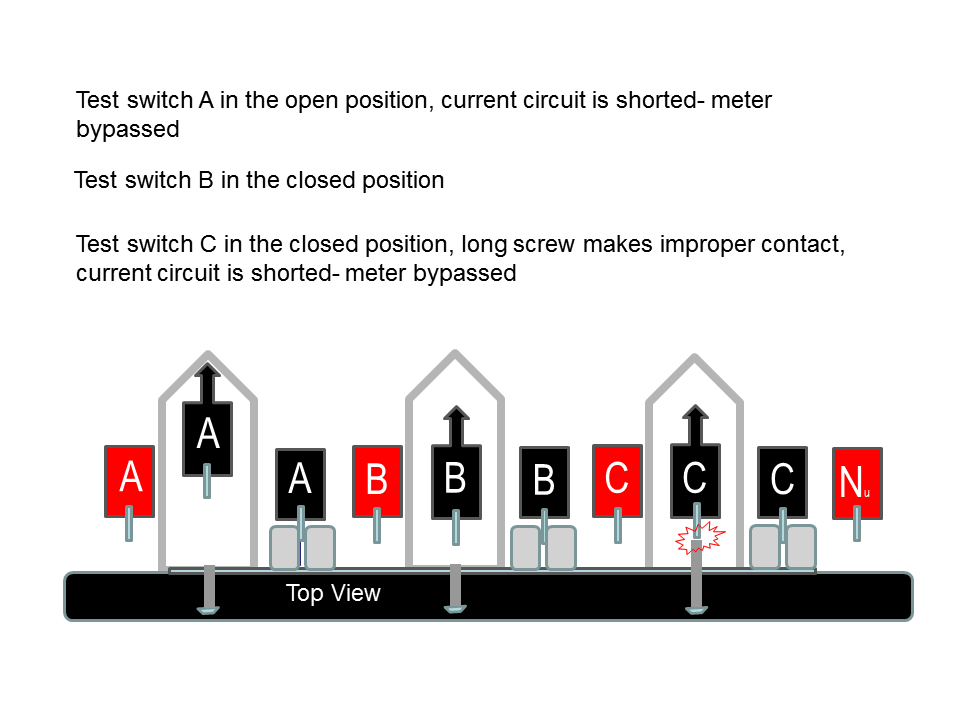 Test switch A in the open position, current circuit is shorted- meter
bypassed
Test switch B in the closed position
Test switch C in the closed position, long screw makes improper contact,
current circuit is shorted- meter bypassed
A
A
A
B
B
B
C
C
C
Nu
Top View